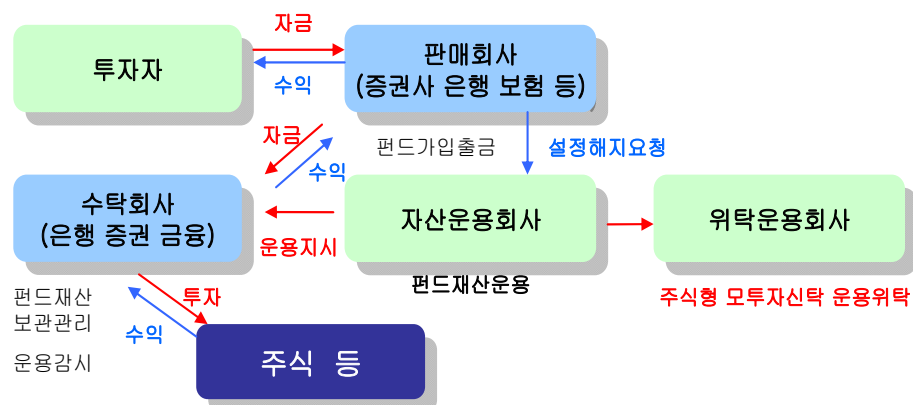 자금
투자자
판매회사
(증권사 은행 보험 등)
수익
자금
펀드가입출금
설정해지요청
수익
수탁회사
(은행 증권 금융)
자산운용회사
위탁운용회사
운용지시
펀드재산운용
펀드재산
보관관리
투자
주식형 모투자신탁 운용위탁
수익
운용감시
주식 등